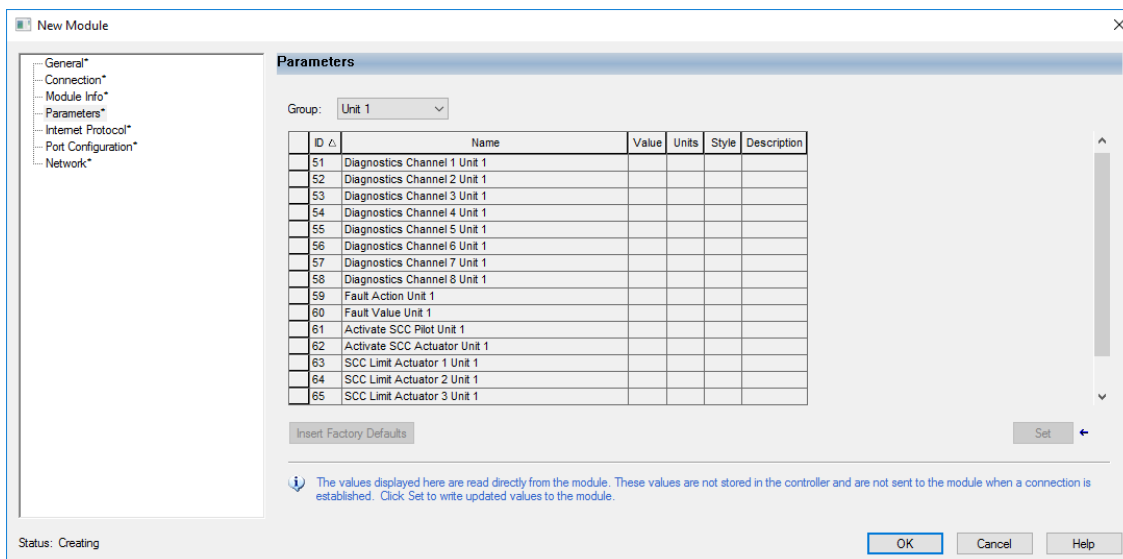 New Module
General*
Connection*
Module Info*
Parameters*
Internet Protocol*
Port Configuration*
Network*
Parameters
Group: Unit 1
ID Name Value Units Style Description
51 Diagnostics Channel 1 Unit 1
52 Diagnostics Channel 2 Unit 1
53 Diagnostics Channel 3 Unit 1
54 Diagnostics Channel 4 Unit 1
55 Diagnostics Channel 5 Unit 1
56 Diagnostics Channel 6 Unit 1
57 Diagnostics Channel 7 Unit 1
58 Diagnostics Channel 8 Unit 1
59 Fault Action Unit 1
60 Fault Value Unit 1
61 Activate SCC Pilot Unit 1
62 Activate SCC Actuator Unit 1
63 SCC Limit Actuator 1 Unit 1
64 SCC Limit Actuator 2 Unit 1
65 SCC Limit Actuator 3 Unit 1
Insert Factory Defaults
Set
The values displayed here are read directly from the module. These values are not stored in the controller and are not sent to the module when a connection is
established. Click Set to write updated values to the module.
Status: Creating
OK Cancel Help